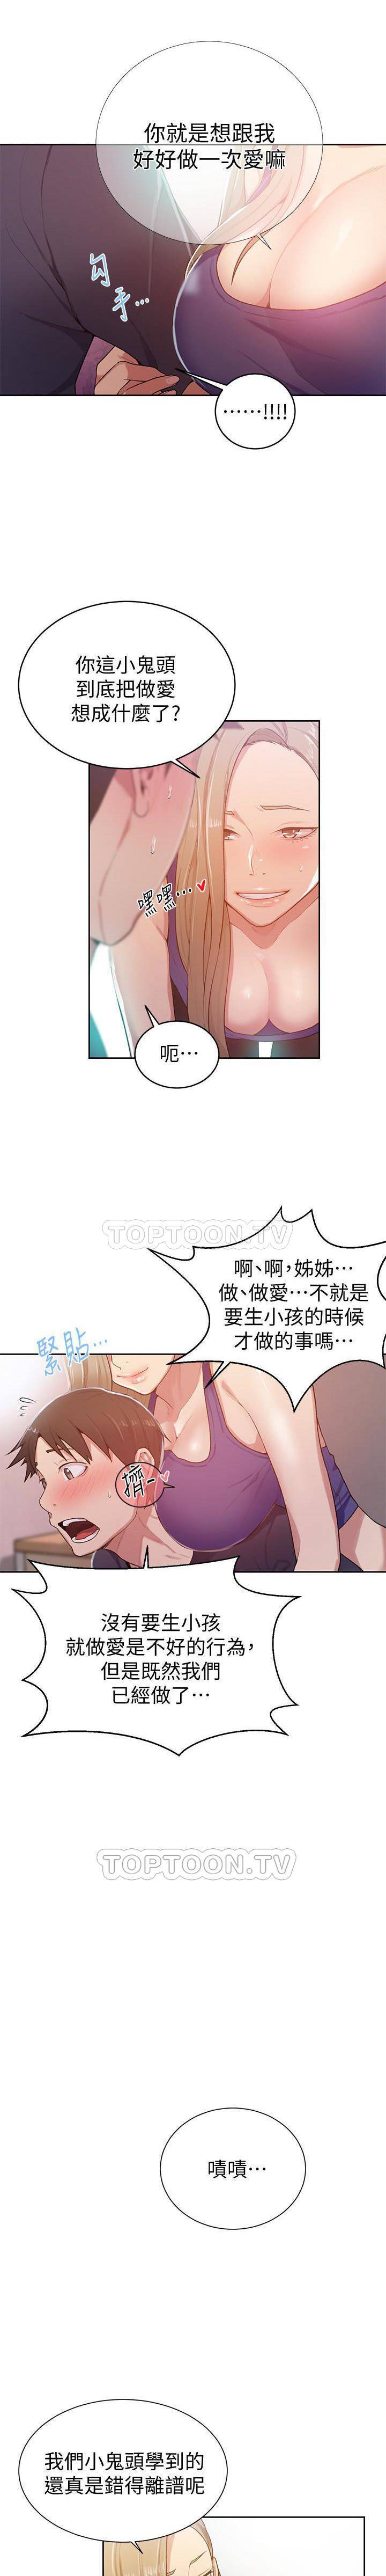 你就是想跟我
好好做一次愛嘛
勾
手…
……!!!!
你這小鬼頭
到底把做愛
想成什麼了?
嘿嘿…♥
呃…
TOPTOON.TV
啊、啊，姊姊…
做、做愛…不就是
要生小孩的時候
才做的事嗎…
緊貼…
擠-
沒有要生小孩
就做愛是不好的行為，
但是既然我們
已經做了…
TOPTOON.TV
嘖嘖…
我們小鬼頭學到的
還真是錯得離譜呢